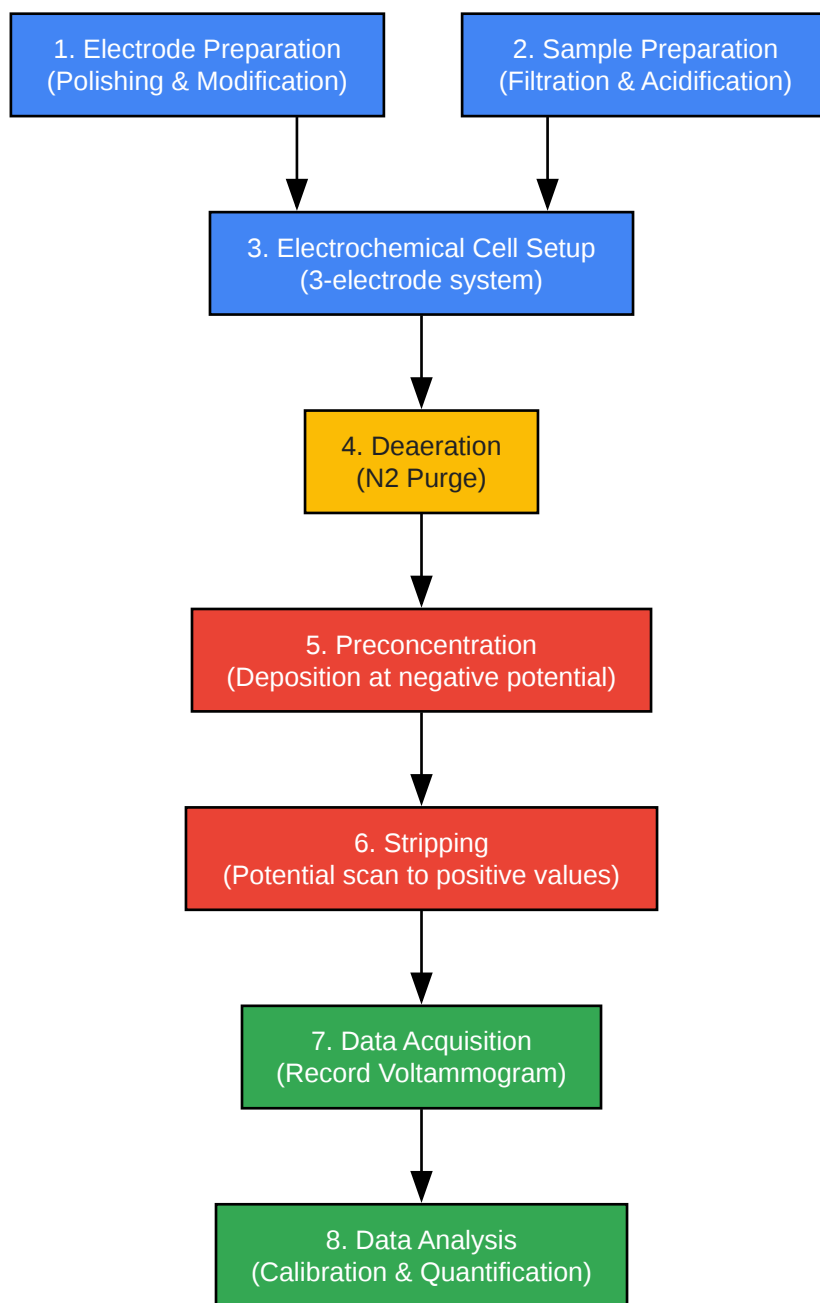 1. Electrode Preparation
(Polishing & Modification)
2. Sample Preparation
(Filtration & Acidification)
3. Electrochemical Cell Setup
(3-electrode system)
4. Deaeration
(N2 Purge)
5. Preconcentration
(Deposition at negative potential)
6. Stripping
(Potential scan to positive values)
7. Data Acquisition
(Record Voltammogram)
8. Data Analysis
(Calibration & Quantification)